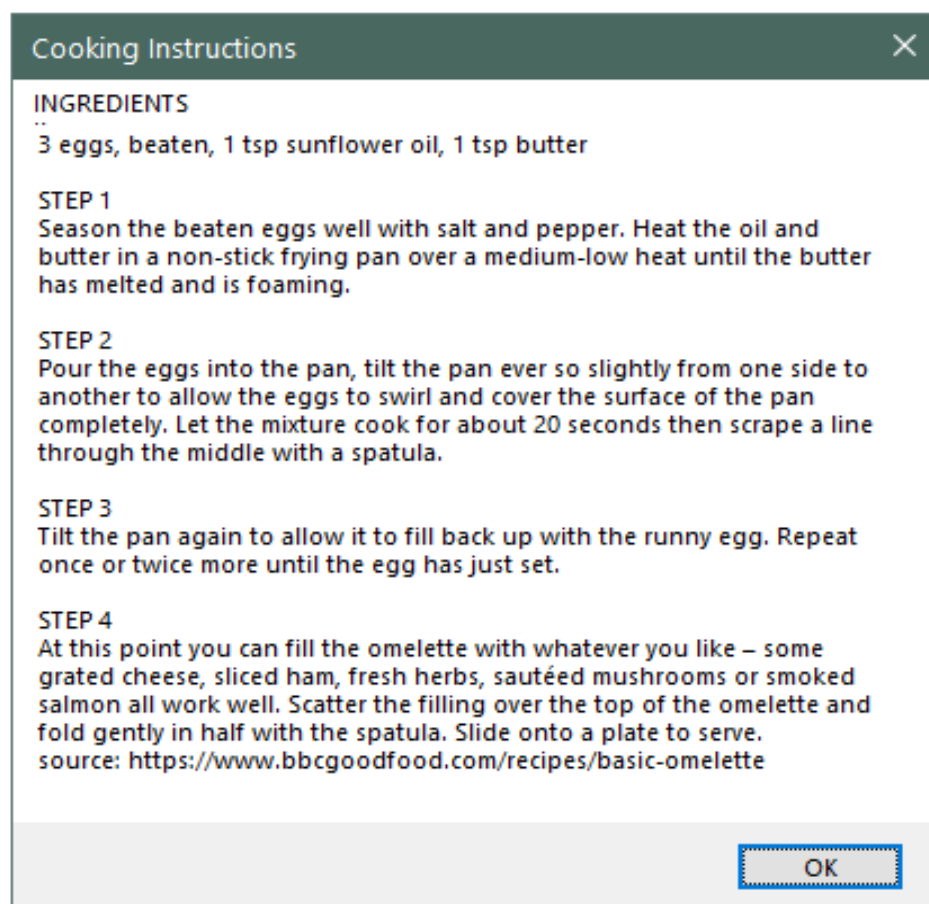 Cooking Instructions
INGREDIENTS
..
3 eggs, beaten, 1 tsp sunflower oil, 1 tsp butter
STEP 1
Season the beaten eggs well with salt and pepper. Heat the oil and
butter in a non-stick frying pan over a medium-low heat until the butter
has melted and is foaming.
STEP 2
Pour the eggs into the pan, tilt the pan ever so slightly from one side to
another to allow the eggs to swirl and cover the surface of the pan
completely. Let the mixture cook for about 20 seconds then scrape a line
through the middle with a spatula.
STEP 3
Tilt the pan again to allow it to fill back up with the runny egg. Repeat
once or twice more until the egg has just set.
STEP 4
At this point you can fill the omelette with whatever you like – some
grated cheese, sliced ham, fresh herbs, sautéed mushrooms or smoked
salmon all work well. Scatter the filling over the top of the omelette and
fold gently in half with the spatula. Slide onto a plate to serve.
source: https://www.bbcgoodfood.com/recipes/basic-omelette
OK